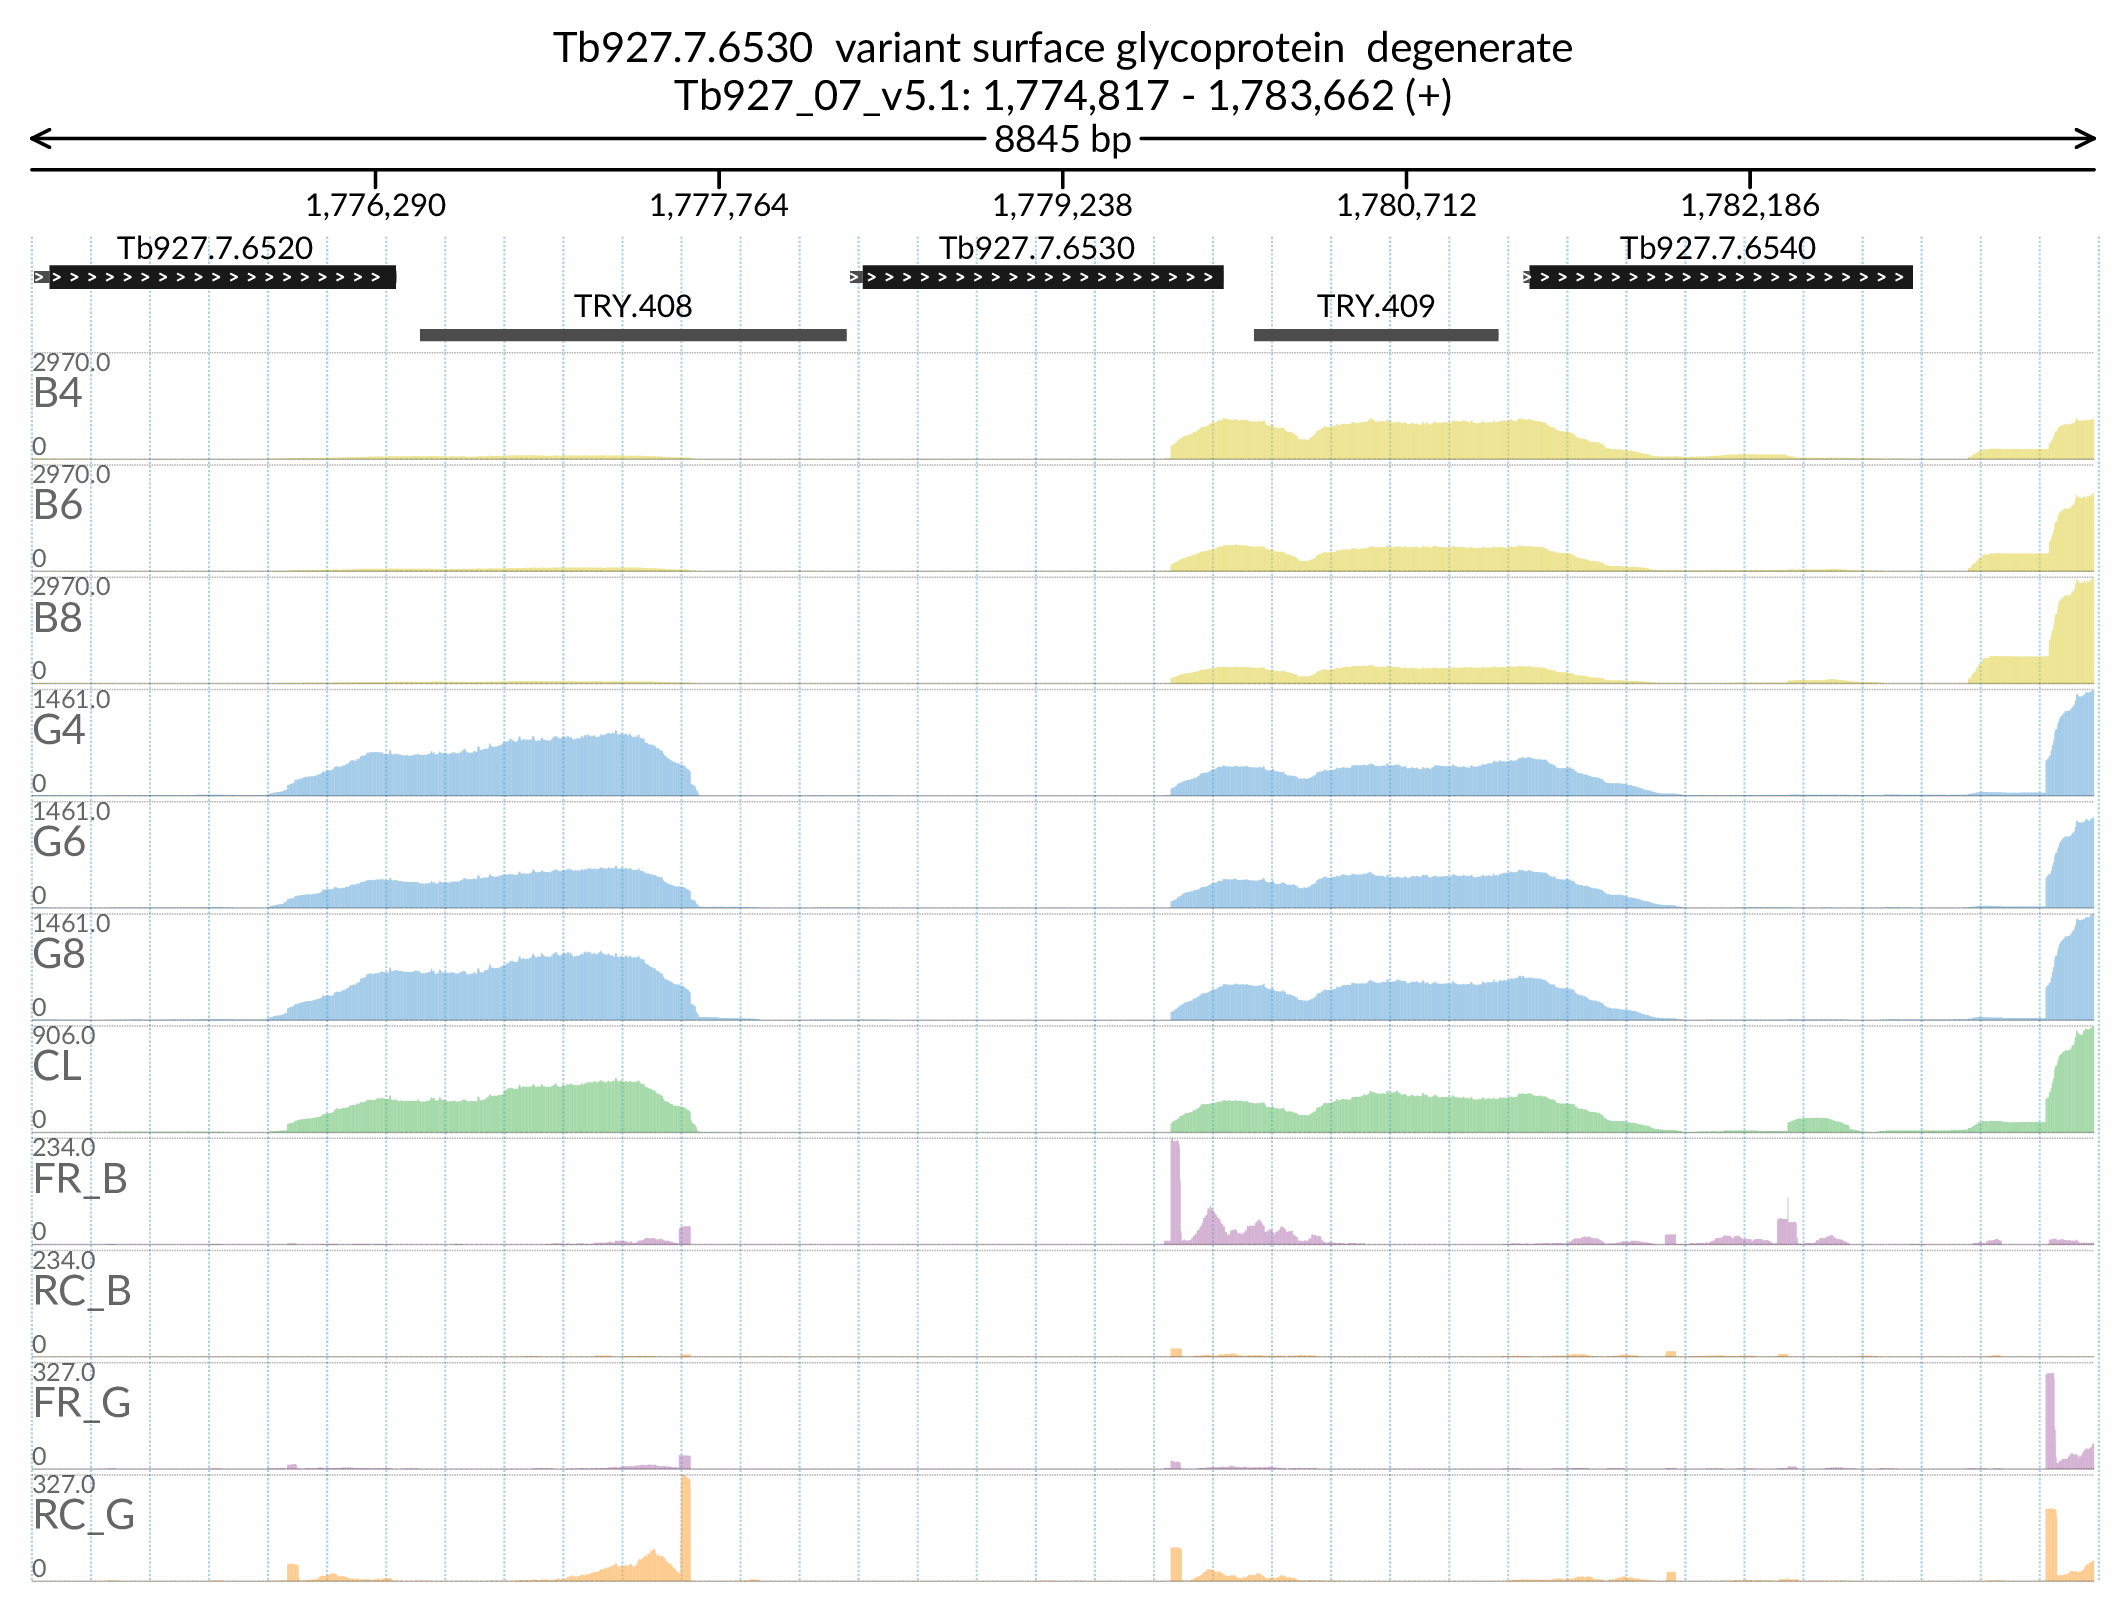 Tb927.7.6530  variant surface glycoprotein  degenerate
Tb927_07_v5.1: 1,774,817 - 1,783,662 (+)
8845 bp
1,776,290 1,777,764 1,779,238 1,780,712 1,782,186
Tb927.7.6520 Tb927.7.6530 Tb927.7.6540
TRY.408 TRY.409
2970.0
B4
0
2970.0
B6
0
2970.0
B8
0
1461.0
G4
0
1461.0
G6
0
1461.0
G8
0
906.0
CL
0
234.0
FR_B
0
234.0
RC_B
0
327.0
FR_G
0
327.0
RC_G
0